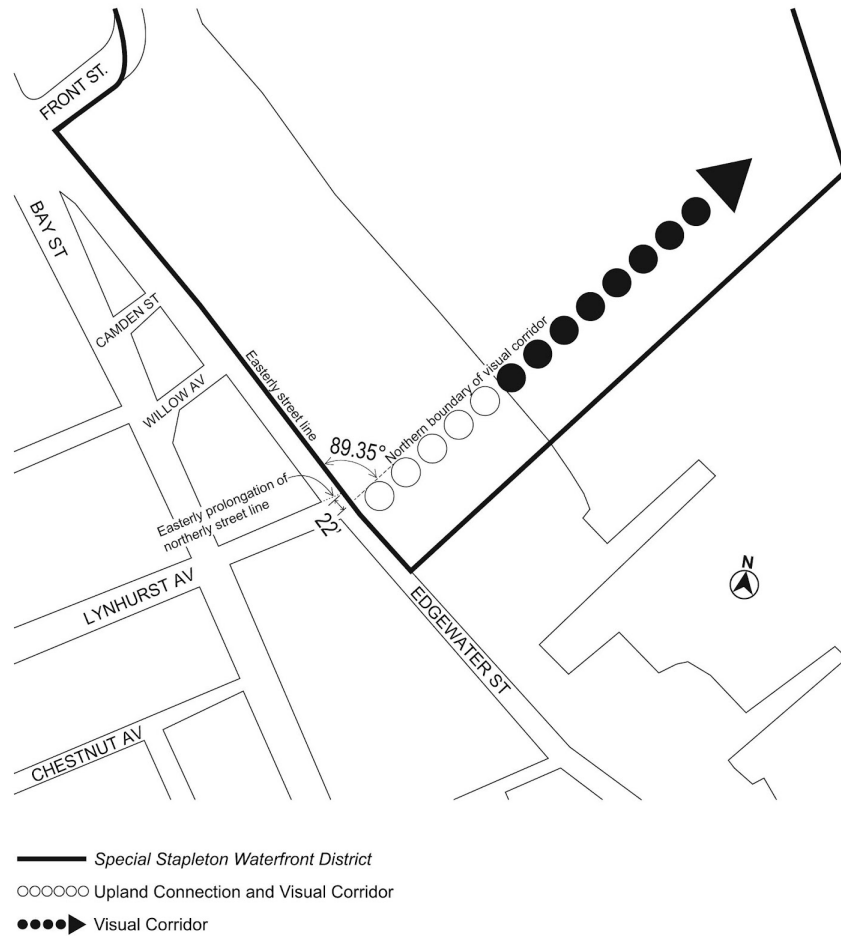 FRONT ST.
BAY ST
CAMDEN ST
WILLOW AV
Easterly street line
Northern boundary of visual corridor
89.35°
Easterly prolongation of
northerly street line
22'
LYNHURST AV
EDGEWATER ST
N
CHESTNUT AV
Special Stapleton Waterfront District
Upland Connection and Visual Corridor
Visual Corridor